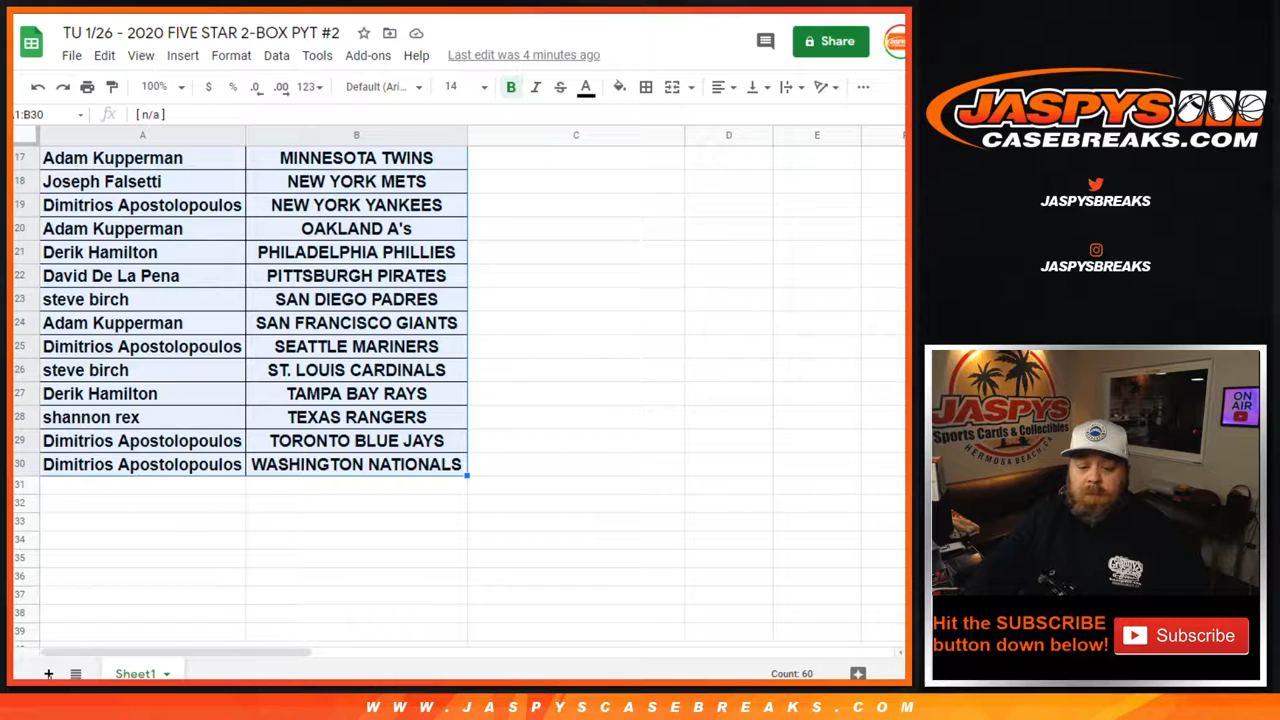 TU 1/26 - 2020 FIVE STAR 2-BOX PYT #2
File Edit View Insert Format Data Tools Add-ons Help Last edit was 4 minutes ago
Share
100% $ % .0 .00 123 Default (Ari... 14 B I S A
1:B30 fx [ n/a ]
A B C D E
17 Adam Kupperman MINNESOTA TWINS
18 Joseph Falsetti NEW YORK METS
19 Dimitrios Apostolopoulos NEW YORK YANKEES
20 Adam Kupperman OAKLAND A's
21 Derik Hamilton PHILADELPHIA PHILLIES
22 David De La Pena PITTSBURGH PIRATES
23 steve birch SAN DIEGO PADRES
24 Adam Kupperman SAN FRANCISCO GIANTS
25 Dimitrios Apostolopoulos SEATTLE MARINERS
26 steve birch ST. LOUIS CARDINALS
27 Derik Hamilton TAMPA BAY RAYS
28 shannon rex TEXAS RANGERS
29 Dimitrios Apostolopoulos TORONTO BLUE JAYS
30 Dimitrios Apostolopoulos WASHINGTON NATIONALS
31
32
33
34
35
36
37
38
39
Sheet1
Count: 60
JASPYS
CASEBREAKS.COM
JASPYSBREAKS
JASPYSBREAKS
JASPYS
Sports Cards & Collectibles
HERMOSA BEACH, CA
ON
AIR
Hit the SUBSCRIBE
button down below!
Subscribe
WWW.JASPYSCASEBREAKS.COM